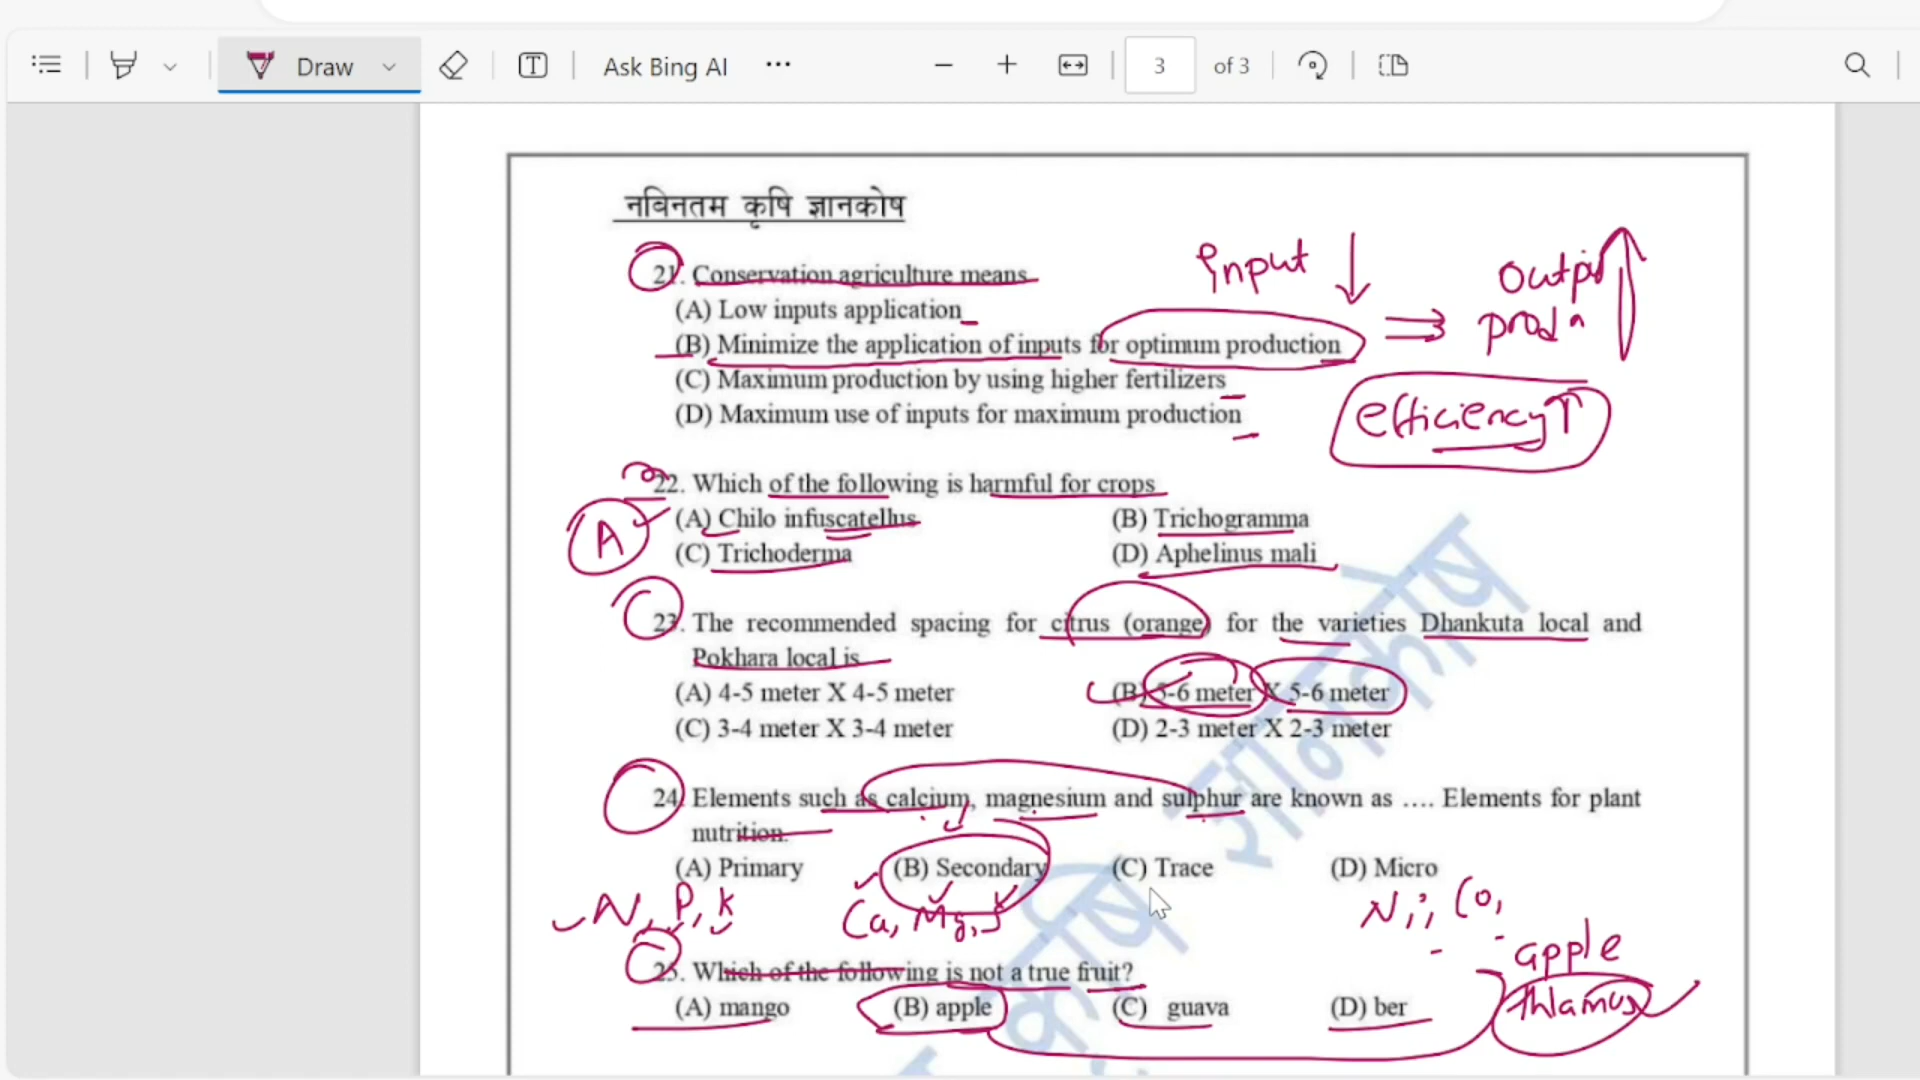 Draw
Ask Bing AI
3 of 3
नविनतम कृषि ज्ञानकोष
21. Conservation agriculture means
(A) Low inputs application
(B) Minimize the application of inputs for optimum production
(C) Maximum production by using higher fertilizers
(D) Maximum use of inputs for maximum production
input
prodn
efficiency↑
22. Which of the following is harmful for crops
A
(A) Chilo infuscatellus (B) Trichogramma
(C) Trichoderma (D) Aphelinus mali
23. The recommended spacing for citrus (orange) for the varieties Dhankuta local and
Pokhara local is
(A) 4-5 meter X 4-5 meter (B) 5-6 meter X 5-6 meter
(C) 3-4 meter X 3-4 meter (D) 2-3 meter X 2-3 meter
24. Elements such as calcium, magnesium and sulphur are known as .... Elements for plant
nutrition.
(A) Primary (B) Secondary (C) Trace (D) Micro
N, P, K Ca, Mg, S Ni, Co,
25. Which of the following is not a true fruit?
(A) mango (B) apple (C) guava (D) ber
apple
thlamus
कृषि ज्ञानकोष